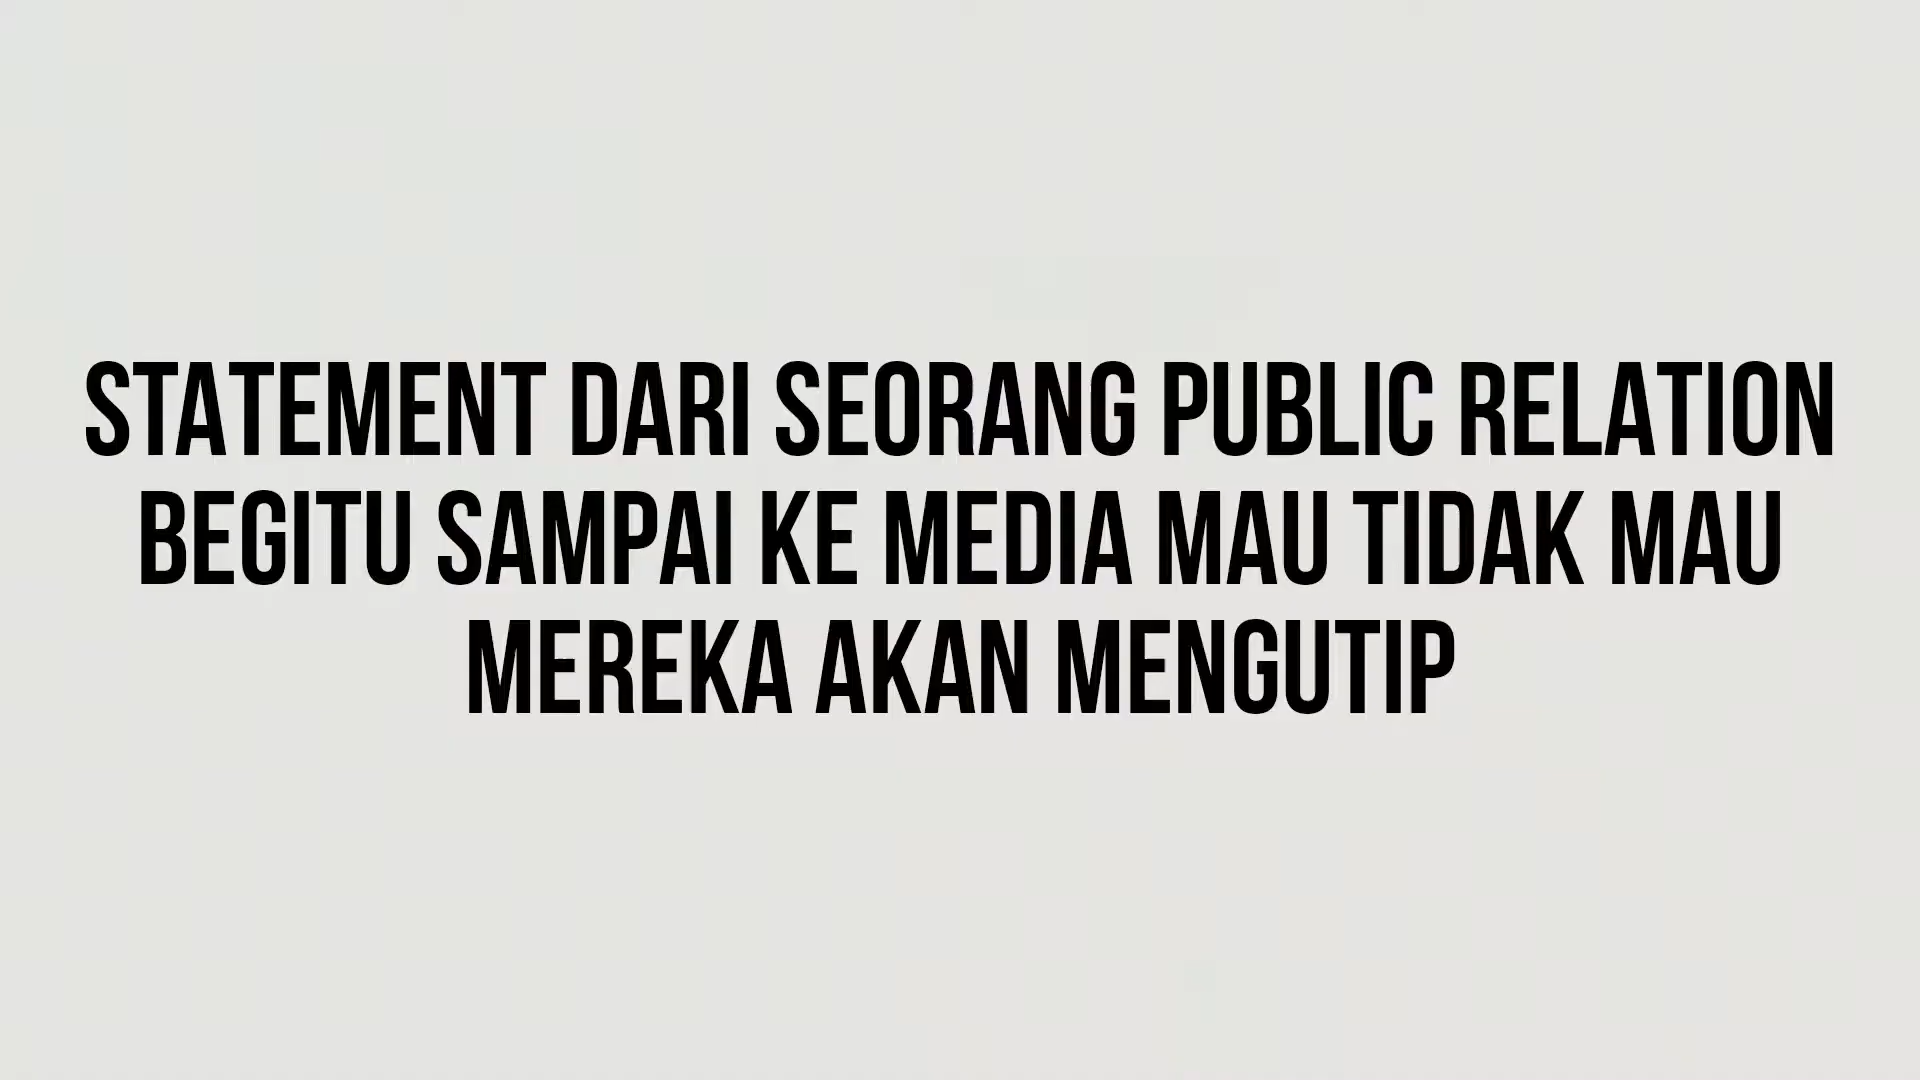 STATEMENT DARI SEORANG PUBLIC RELATION
BEGITU SAMPAI KE MEDIA MAU TIDAK MAU
MEREKA AKAN MENGUTIP